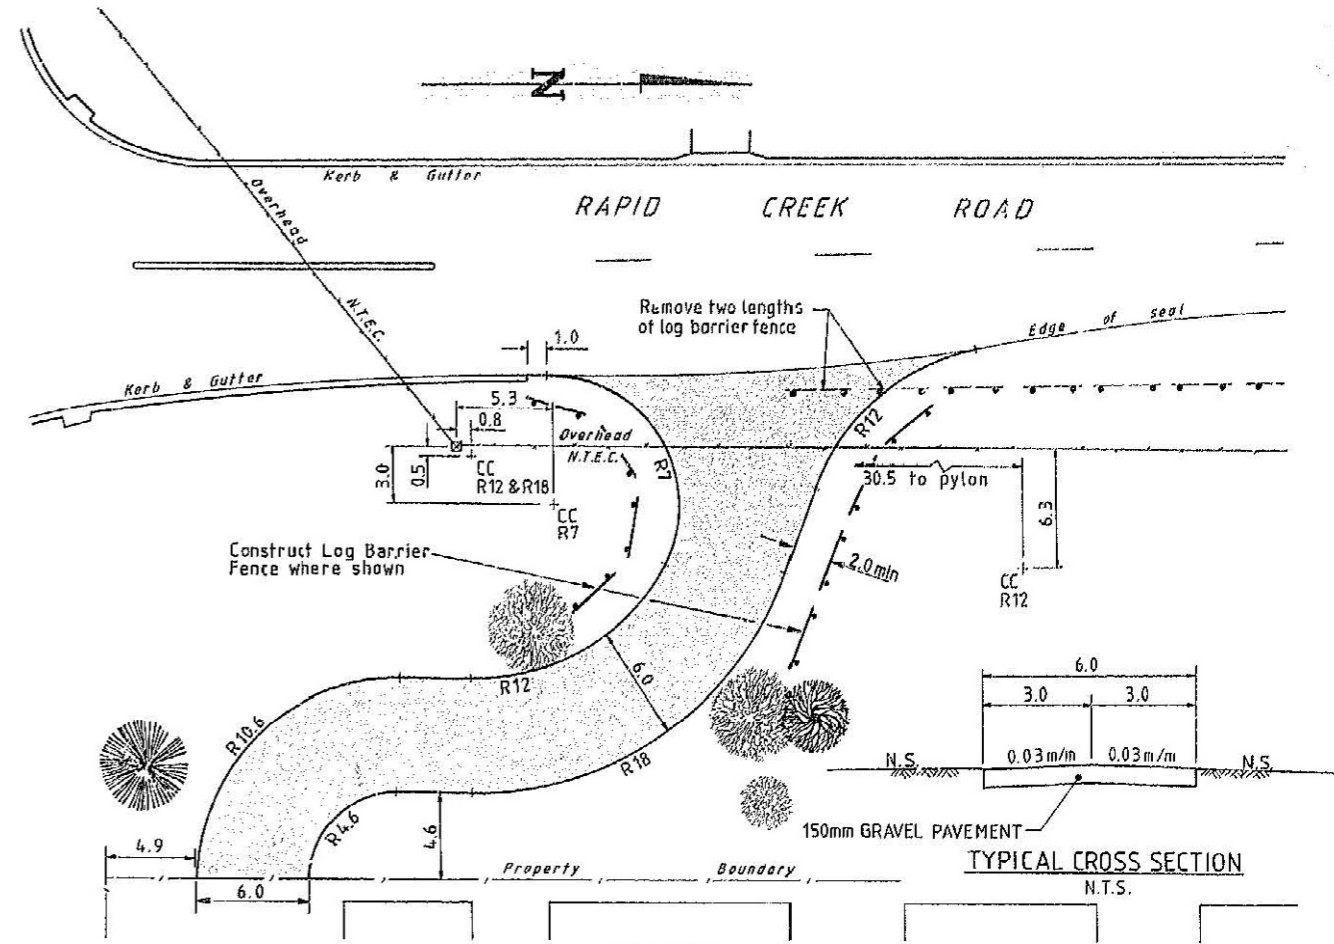 N
Kerb & Gutter
Overhead
N.T.E.C.
RAPID CREEK ROAD
Remove two lengths
of log barrier fence
Edge of seal
1.0
Kerb & Gutter
5.3
0.8
Overhead
N.T.E.C.
3.0
0.5
CC
R12 & R18
CC
R7
R7
R12
30.5 to pylon
6.3
CC
R12
Construct Log Barrier
Fence where shown
2.0min
6.0
R12
R10.6
R18
R4.6
4.6
4.9
6.0
Property Boundary
6.0
3.0 3.0
N.S. 0.03m/m 0.03m/m N.S.
150mm GRAVEL PAVEMENT
TYPICAL CROSS SECTION
N.T.S.